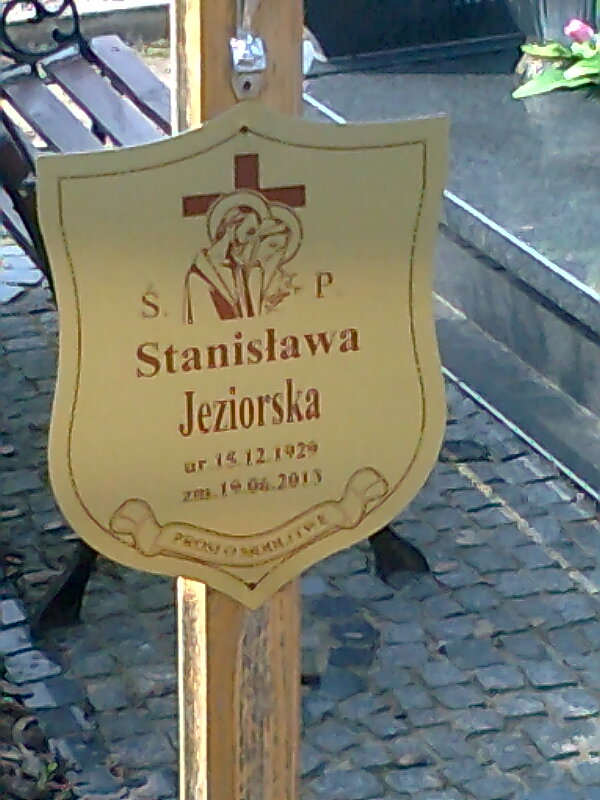 Ś. P.
Stanisława
Jeziorska
ur. 15.12.1929
zm. 19.06.2013
PROSI O MODLITWĘ